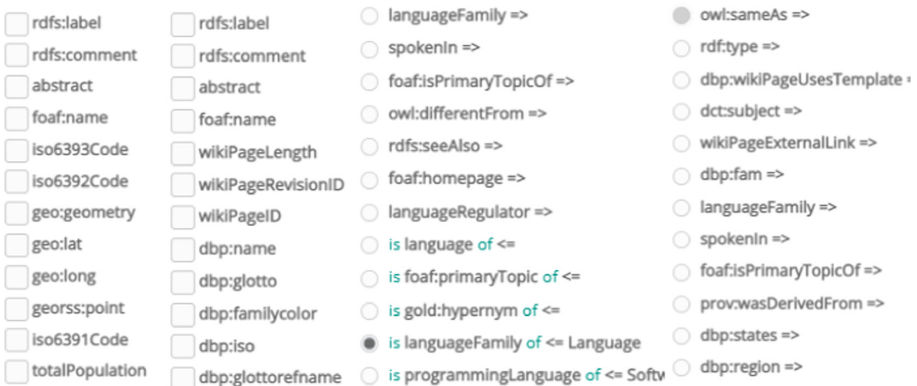 rdfs:label
rdfs:comment
abstract
foaf:name
iso6393Code
iso6392Code
geo:geometry
geo:lat
geo:long
georss:point
iso6391Code
totalPopulation
rdfs:label
rdfs:comment
abstract
foaf:name
wikiPageLength
wikiPageRevisionID
wikiPageID
dbp:name
dbp:glotto
dbp:familycolor
dbp:iso
dbp:glottorefname
languageFamily =>
spokenIn =>
foaf:isPrimaryTopicOf =>
owl:differentFrom =>
rdfs:seeAlso =>
foaf:homepage =>
languageRegulator =>
is language of <=
is foaf:primaryTopic of <=
is gold:hypernym of <=
is languageFamily of <= Language
is programmingLanguage of <= Softw
owl:sameAs =>
rdf:type =>
dbp:wikiPageUsesTemplate =
dct:subject =>
wikiPageExternalLink =>
dbp:fam =>
languageFamily =>
spokenIn =>
foaf:isPrimaryTopicOf =>
prov:wasDerivedFrom =>
dbp:states =>
dbp:region =>